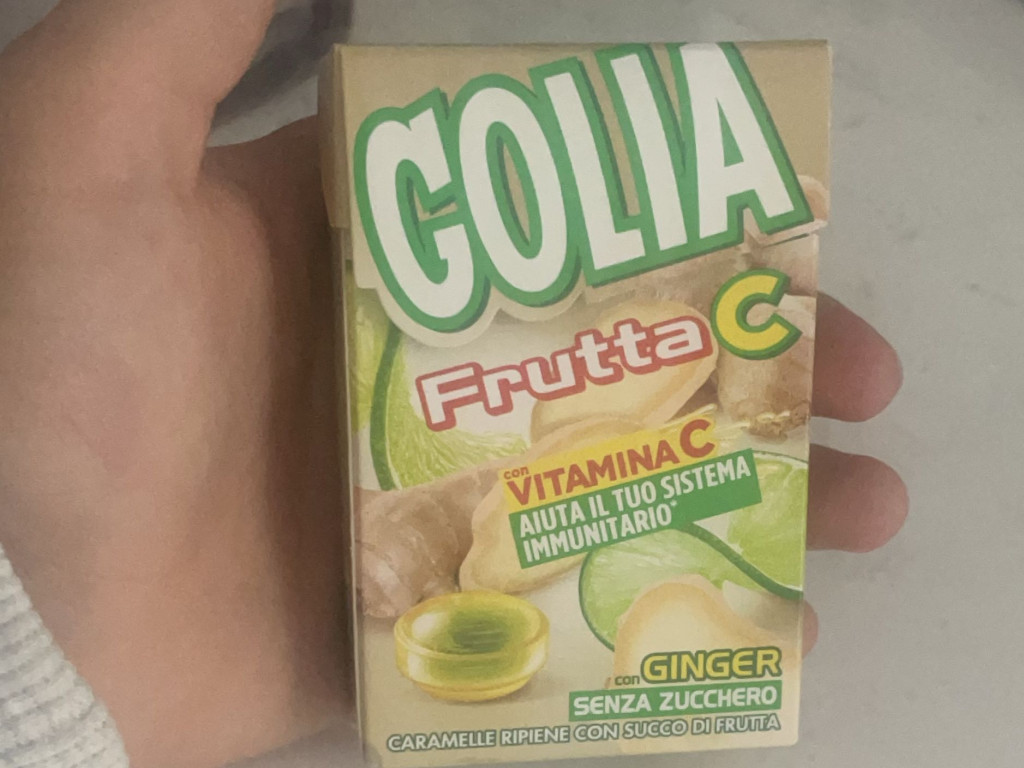 GOLIA
Frutta C
con VITAMINA C
AIUTA IL TUO SISTEMA
IMMUNITARIO*
con GINGER
SENZA ZUCCHERO
CARAMELLE RIPIENE CON SUCCO DI FRUTTA